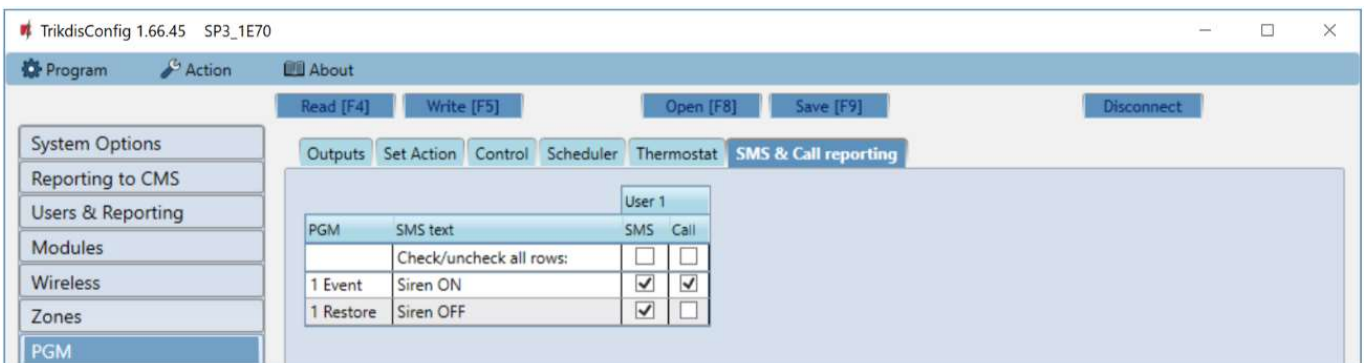 TrikdisConfig 1.66.45 SP3_1E70
Program Action About
Read [F4] Write [F5] Open [F8] Save [F9] Disconnect
System Options
Reporting to CMS
Users & Reporting
Modules
Wireless
Zones
PGM
Outputs Set Action Control Scheduler Thermostat SMS & Call reporting
User 1
PGM SMS text SMS Call
Check/uncheck all rows:
1 Event Siren ON
1 Restore Siren OFF